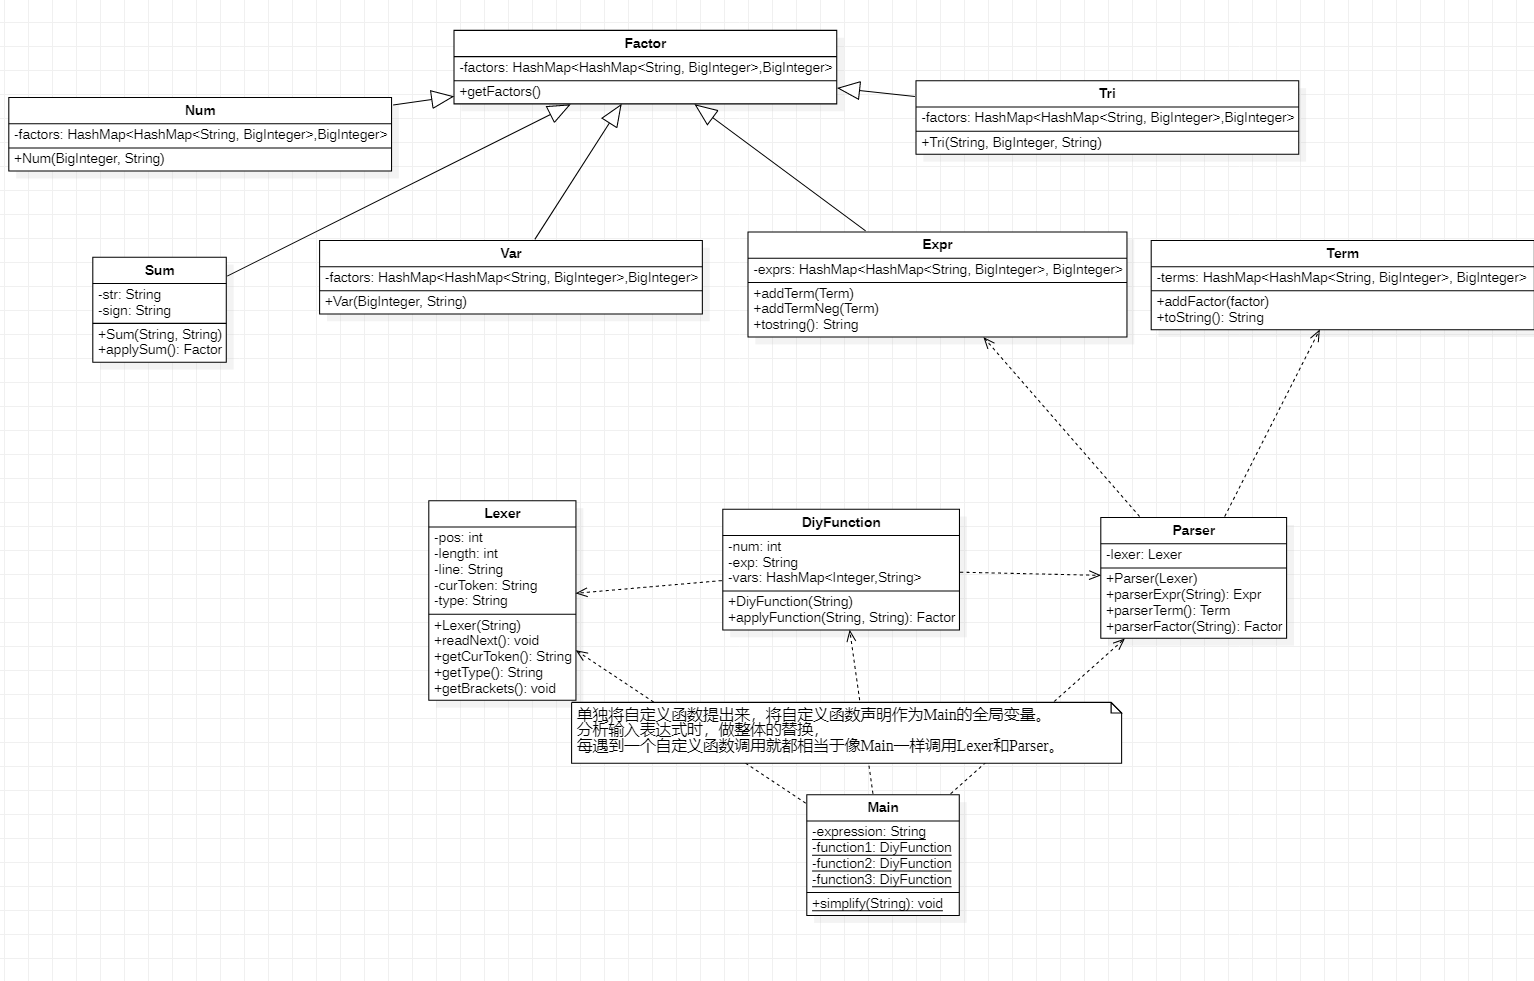 Factor
-factors: HashMap<HashMap<String, BigInteger>,BigInteger>
+getFactors()
Num
-factors: HashMap<HashMap<String, BigInteger>,BigInteger>
+Num(BigInteger, String)
Tri
-factors: HashMap<HashMap<String, BigInteger>,BigInteger>
+Tri(String, BigInteger, String)
Sum
-str: String
-sign: String
+Sum(String, String)
+applySum(): Factor
Var
-factors: HashMap<HashMap<String, BigInteger>,BigInteger>
+Var(BigInteger, String)
Expr
-exprs: HashMap<HashMap<String, BigInteger>, BigInteger>
+addTerm(Term)
+addTermNeg(Term)
+tostring(): String
Term
-terms: HashMap<HashMap<String, BigInteger>, BigInteger>
+addFactor(factor)
+toString(): String
Lexer
-pos: int
-length: int
-line: String
-curToken: String
-type: String
+Lexer(String)
+readNext(): void
+getCurToken(): String
+getType(): String
+getBrackets(): void
DiyFunction
-num: int
-exp: String
-vars: HashMap<Integer,String>
+DiyFunction(String)
+applyFunction(String, String): Factor
Parser
-lexer: Lexer
+Parser(Lexer)
+parserExpr(String): Expr
+parserTerm(): Term
+parserFactor(String): Factor
单独将自定义函数提出来，将自定义函数声明作为Main的全局变量。
分析输入表达式时，做整体的替换，
每遇到一个自定义函数调用就都相当于像Main一样调用Lexer和Parser。
Main
-expression: String
-function1: DiyFunction
-function2: DiyFunction
-function3: DiyFunction
+simplify(String): void